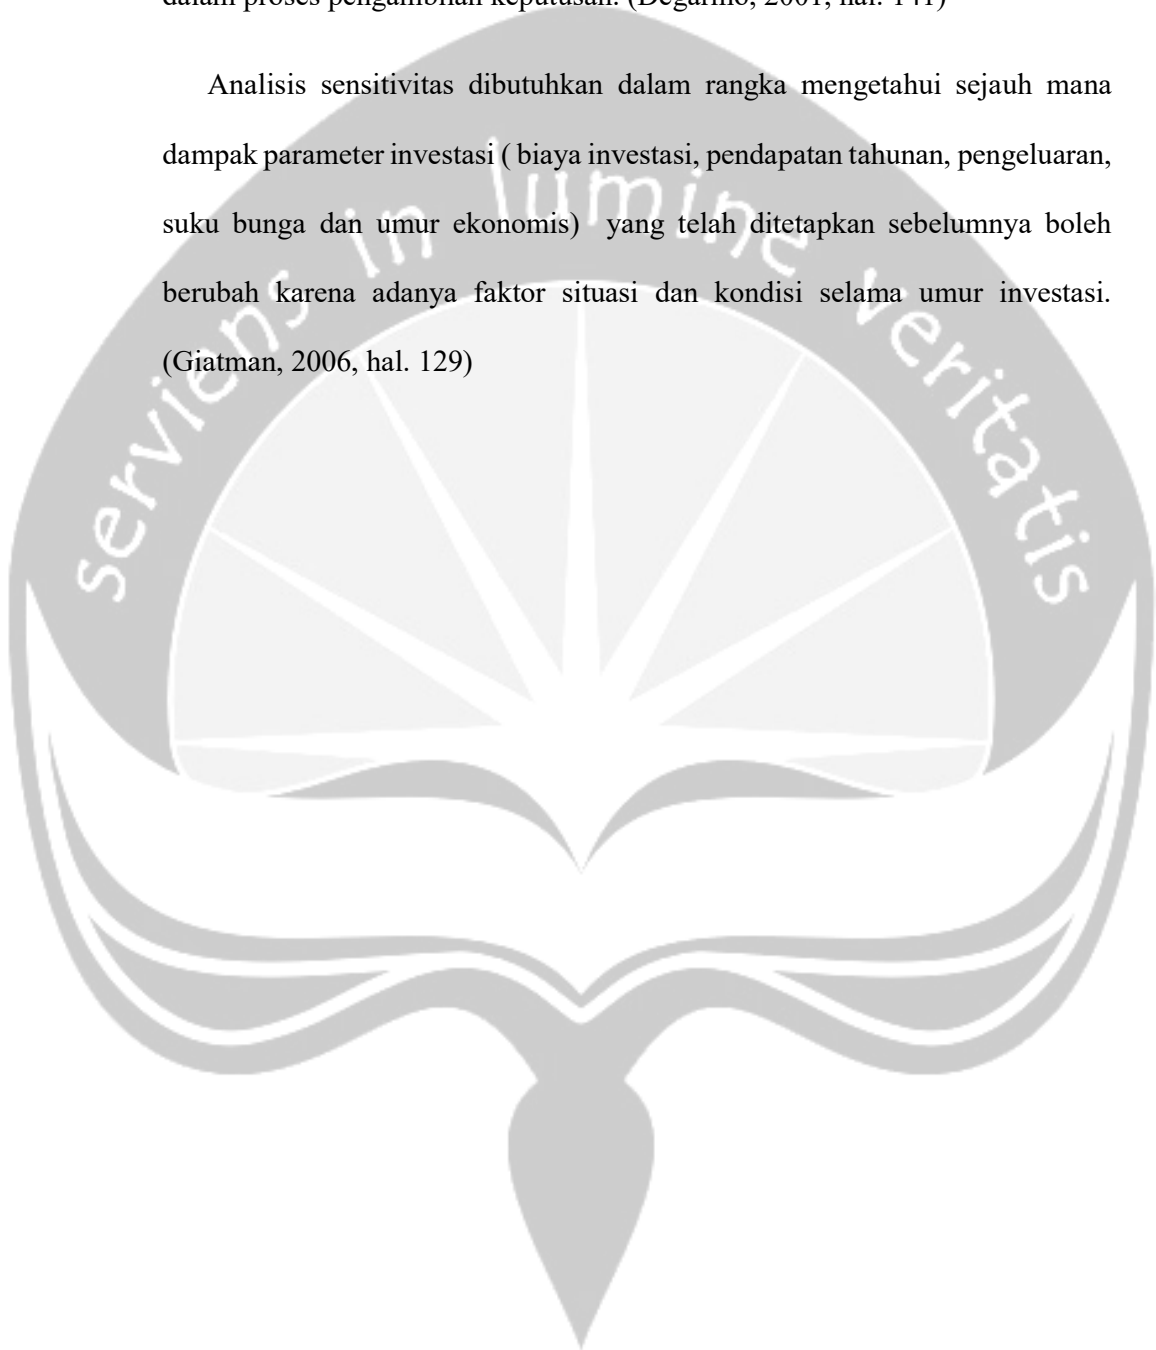 dalam proses pengambilan keputusan. (Degarmo, 2001, hal. 141)
Analisis sensitivitas dibutuhkan dalam rangka mengetahui sejauh mana
dampak parameter investasi ( biaya investasi, pendapatan tahunan, pengeluaran,
suku bunga dan umur ekonomis) yang telah ditetapkan sebelumnya boleh
berubah karena adanya faktor situasi dan kondisi selama umur investasi.
(Giatman, 2006, hal. 129)
serviens in lumine veritatis